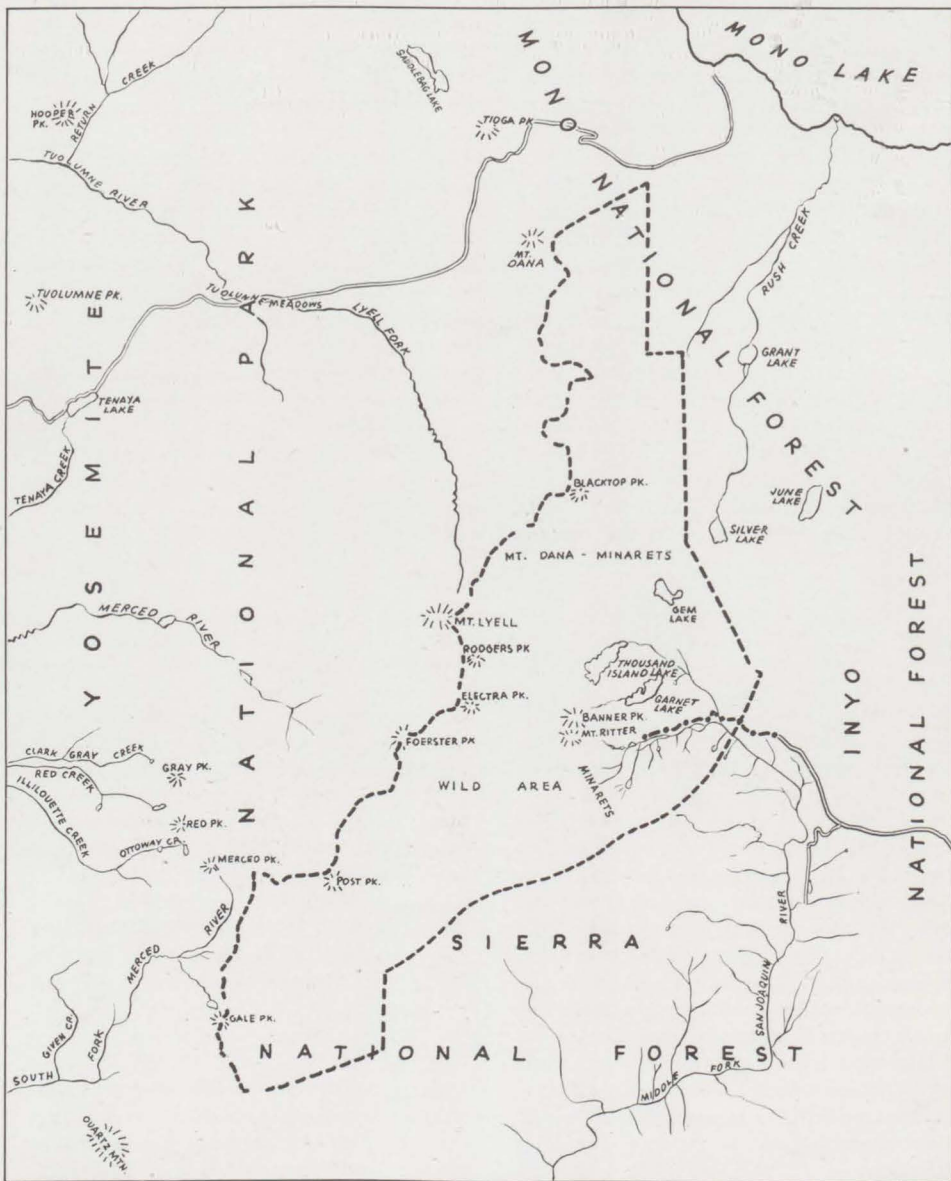 MONO LAKE
MONO NATIONAL FOREST
SADDLEBAG LAKE
CREEK
RETURN
HOOPER
PK.
TIOGA PK
TUOLUMNE RIVER
MT.
DANA
RUSH CREEK
YOSEMITE
NATIONAL PARK
TUOLUMNE PK.
TUOLUMNE MEADOWS
LYELL FORK
GRANT
LAKE
TENAYA
LAKE
TENAYA CREEK
BLACKTOP PK.
JUNE
LAKE
SILVER
LAKE
MT. DANA - MINARETS
GEM
LAKE
MERCED RIVER
MT. LYELL
RODGERS PK
THOUSAND
ISLAND LAKE
GARNET
LAKE
ELECTRA PK.
BANNER PK.
MT. RITTER
FOERSTER PK
INYO
NATIONAL FOREST
CLARK GRAY CREEK
GRAY PK.
RED CREEK
ILLILOUETTE CREEK
WILD AREA
MINARETS
RED PK.
OTTOWAY CR.
MERCED PK.
POST PK.
RIVER
MERCED
FORK
SOUTH
GIVEN CR.
GALE PK.
SIERRA
NATIONAL FOREST
RIVER
SAN JOAQUIN
FORK
MIDDLE
QUARTZ MTN.